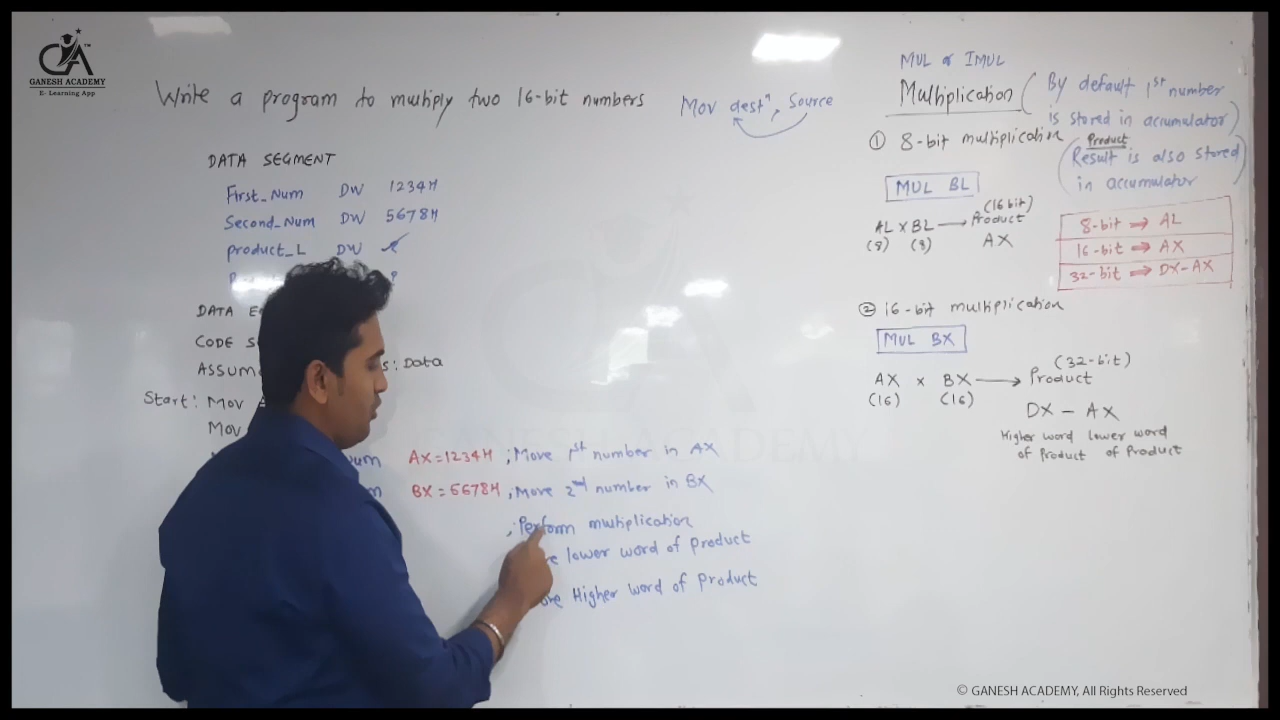 GANESH ACADEMY
E- Learning App
Write a program to multiply two 16-bit numbers
Mov destⁿ, Source
DATA SEGMENT
First_Num DW 1234H
Second_Num DW 5678H
product_L DW
DATA
CODE
: Data
Start: Mov
Mov
AX=1234H ;Move 1st number in AX
BX=5678H ;Move 2nd number in BX
;Perform multiplication
lower word of product
Higher word of product
MUL or IMUL
Multiplication (By default 1st number
is stored in accumulator)
① 8-bit multiplication
Product
(Result is also stored
in accumulator)
MUL BL
(16 bit)
AL x BL → Product
(8) (8) AX
8-bit ⇒ AL
16-bit ⇒ AX
32-bit ⇒ DX-AX
② 16-bit multiplication
MUL BX
(32-bit)
AX x BX → Product
(16) (16)
DX - AX
Higher word lower word
of product of product
GANESH ACADEMY
© GANESH ACADEMY, All Rights Reserved